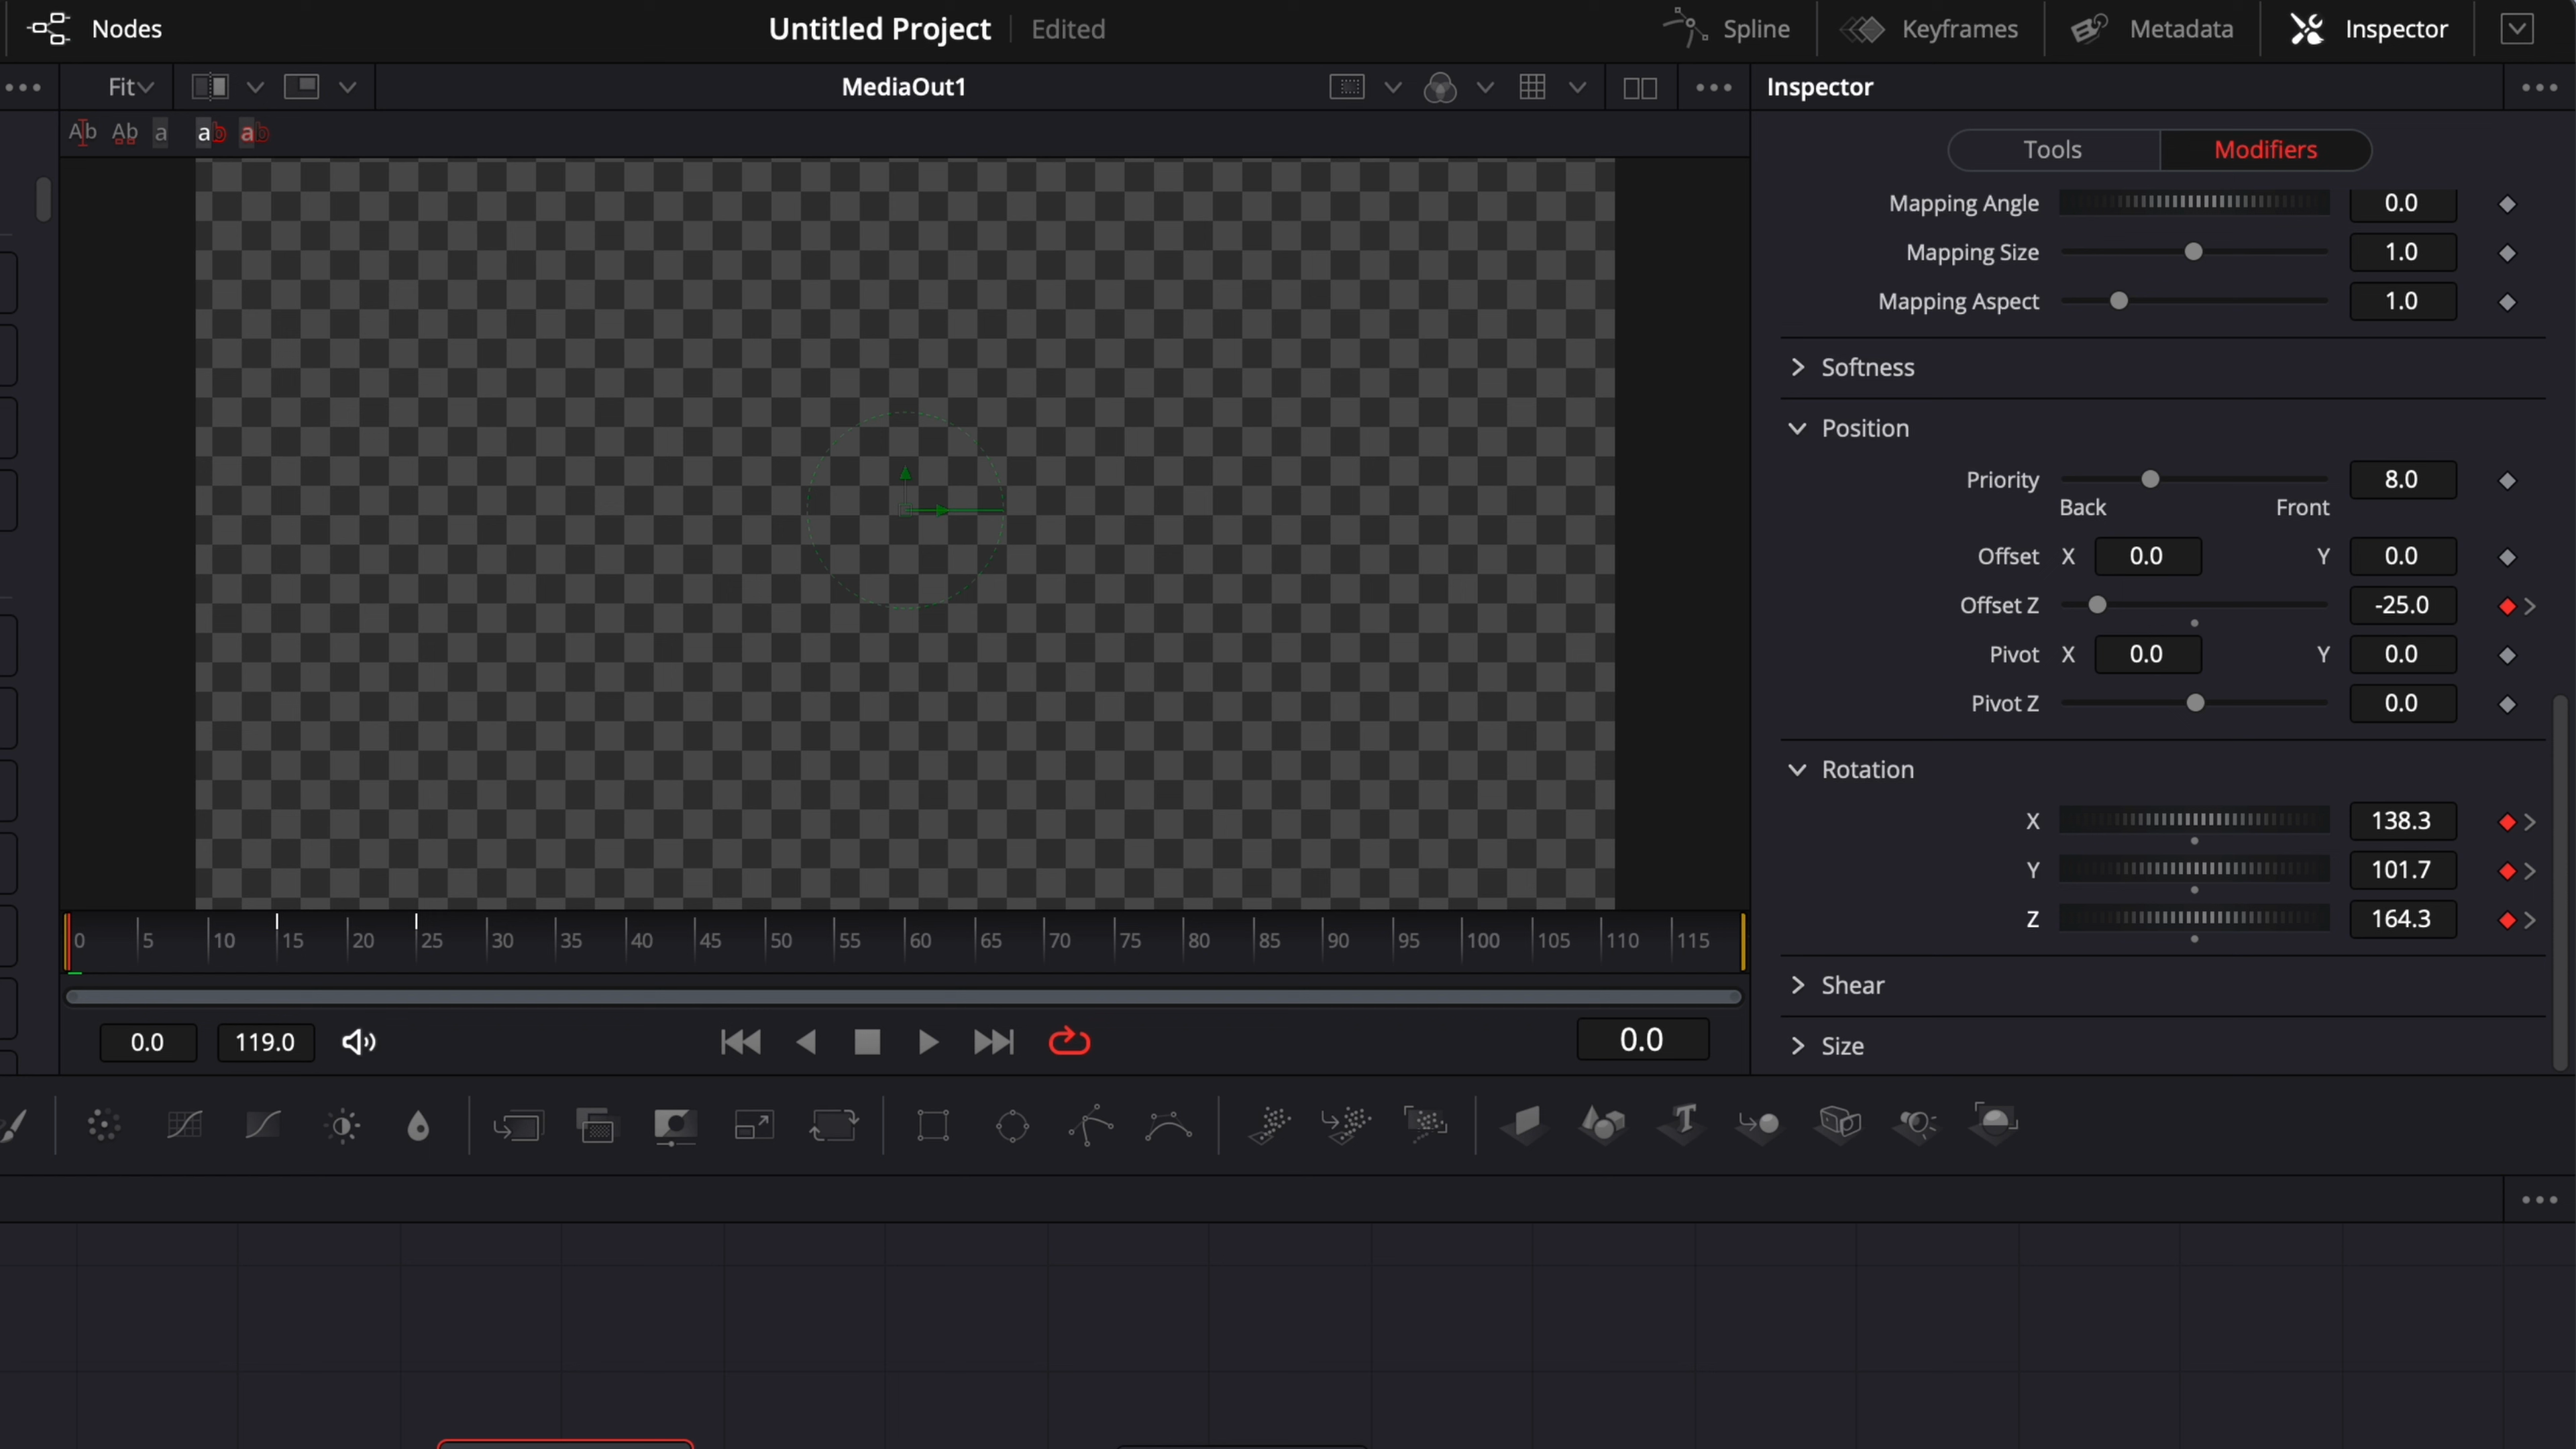 Nodes
Untitled Project
Edited
Spline
Keyframes
Metadata
Inspector
Fit
MediaOut1
Inspector
Ab Ab a ab ab
Tools
Modifiers
Mapping Angle 0.0
Mapping Size 1.0
Mapping Aspect 1.0
Softness
Position
Priority 8.0
Back Front
Offset X 0.0 Y 0.0
Offset Z -25.0
Pivot X 0.0 Y 0.0
Pivot Z 0.0
Rotation
X 138.3
Y 101.7
Z 164.3
Shear
Size
0 5 10 15 20 25 30 35 40 45 50 55 60 65 70 75 80 85 90 95 100 105 110 115
0.0 119.0 0.0